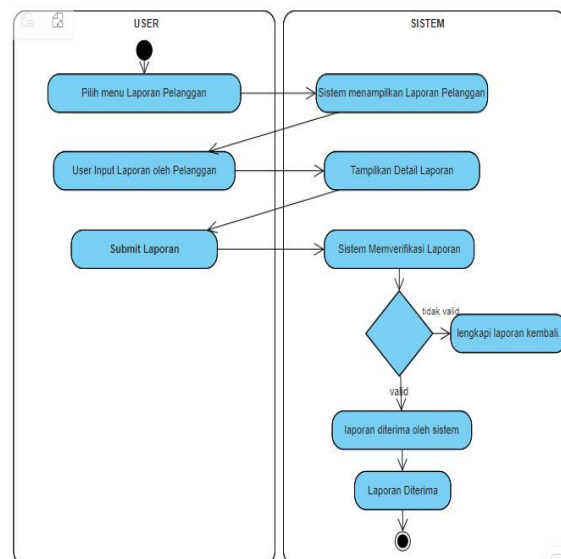 USER
SISTEM
Pilih menu Laporan Pelanggan
Sistem menampilkan Laporan Pelanggan
User Input Laporan oleh Pelanggan
Tampilkan Detail Laporan
Submit Laporan
Sistem Memverifikasi Laporan
tidak valid
lengkapi laporan kembali.
valid
laporan diterima oleh sistem
Laporan Diterima